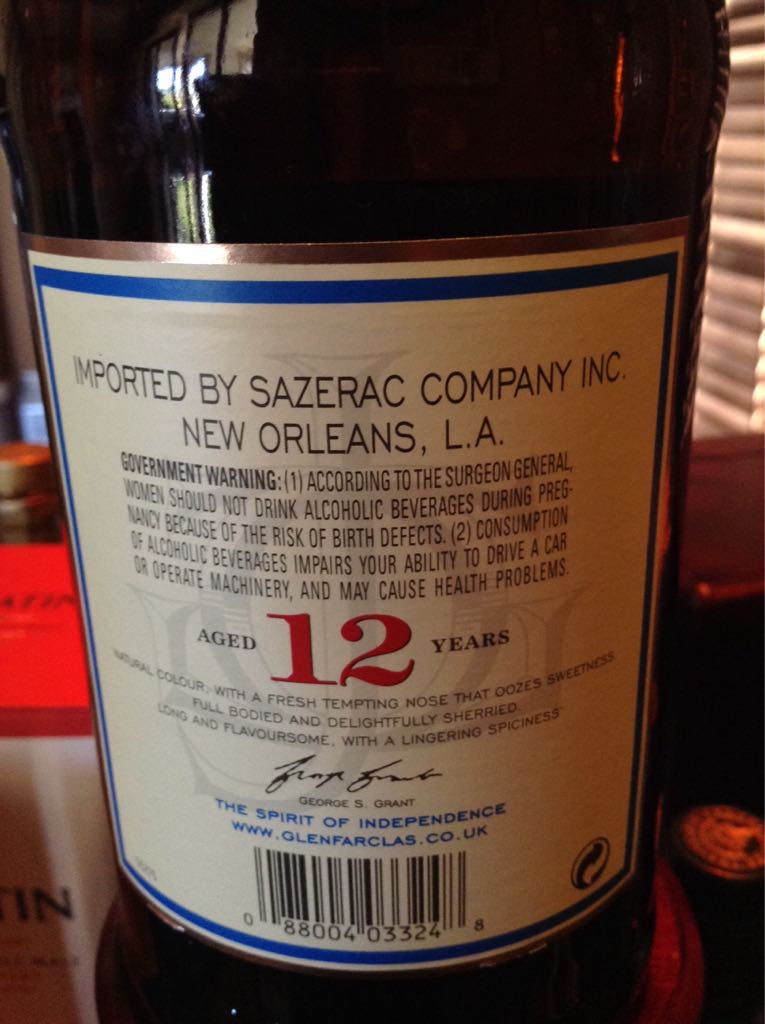 IMPORTED BY SAZERAC COMPANY INC.
NEW ORLEANS, L.A.
GOVERNMENT WARNING: (1) ACCORDING TO THE SURGEON GENERAL,
WOMEN SHOULD NOT DRINK ALCOHOLIC BEVERAGES DURING PREG-
NANCY BECAUSE OF THE RISK OF BIRTH DEFECTS. (2) CONSUMPTION
OF ALCOHOLIC BEVERAGES IMPAIRS YOUR ABILITY TO DRIVE A CAR
OR OPERATE MACHINERY, AND MAY CAUSE HEALTH PROBLEMS.
AGED 12 YEARS
NATURAL COLOUR, WITH A FRESH TEMPTING NOSE THAT OOZES SWEETNESS
FULL BODIED AND DELIGHTFULLY SHERRIED.
LONG AND FLAVOURSOME, WITH A LINGERING SPICINESS
George Grant
GEORGE S. GRANT
THE SPIRIT OF INDEPENDENCE
WWW.GLENFARCLAS.CO.UK
0 88004 03324 8
ATIN
TIN